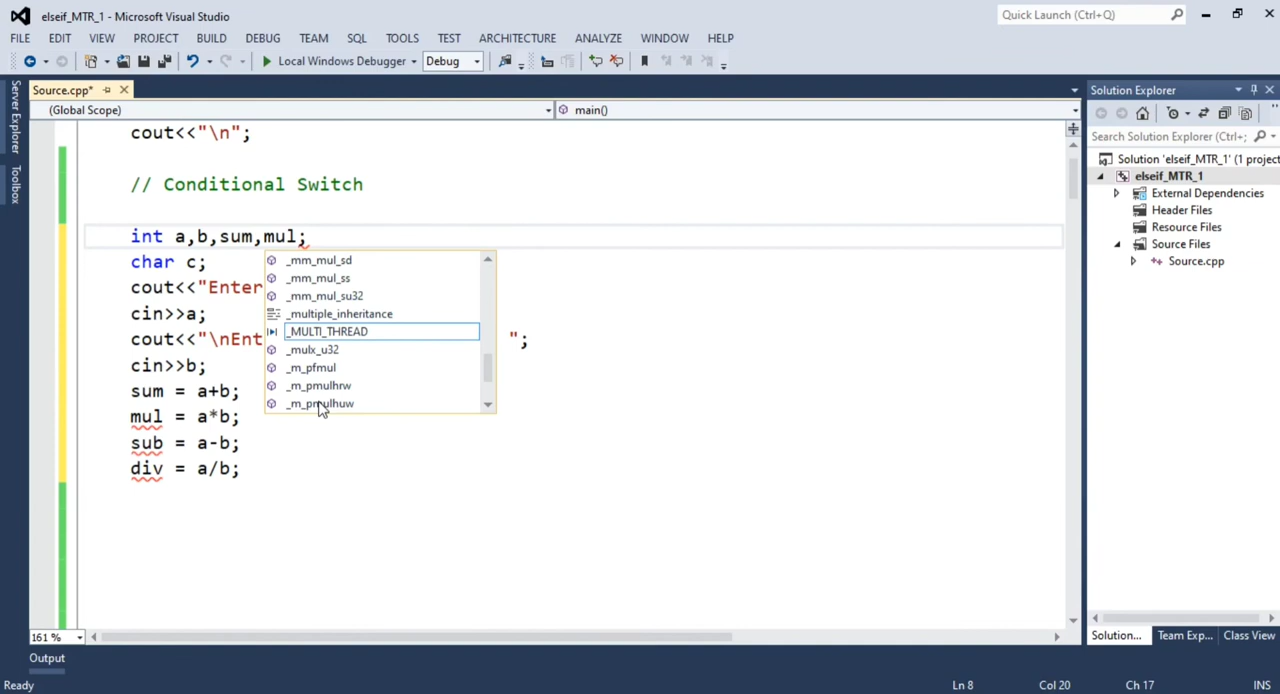 elseif_MTR_1 - Microsoft Visual Studio
Quick Launch (Ctrl+Q)
FILE EDIT VIEW PROJECT BUILD DEBUG TEAM SQL TOOLS TEST ARCHITECTURE ANALYZE WINDOW HELP
Local Windows Debugger Debug
Server Explorer
Toolbox
Source.cpp*
(Global Scope) main()
cout<<"\n";
// Conditional Switch
int a,b,sum,mul;
char c;
cout<<"Enter
cin>>a;
cout<<"\nEnt ";
cin>>b;
sum = a+b;
mul = a*b;
sub = a-b;
div = a/b;
_mm_mul_sd
_mm_mul_ss
_mm_mul_su32
_multiple_inheritance
_MULTI_THREAD
_mulx_u32
_m_pfmul
_m_pmulhrw
_m_pmulhuw
Solution Explorer
Search Solution Explorer (Ctrl+;
Solution 'elseif_MTR_1' (1 project
elseif_MTR_1
External Dependencies
Header Files
Resource Files
Source Files
Source.cpp
161 %
Solution... Team Exp... Class View
Output
Ready Ln 8 Col 20 Ch 17 INS